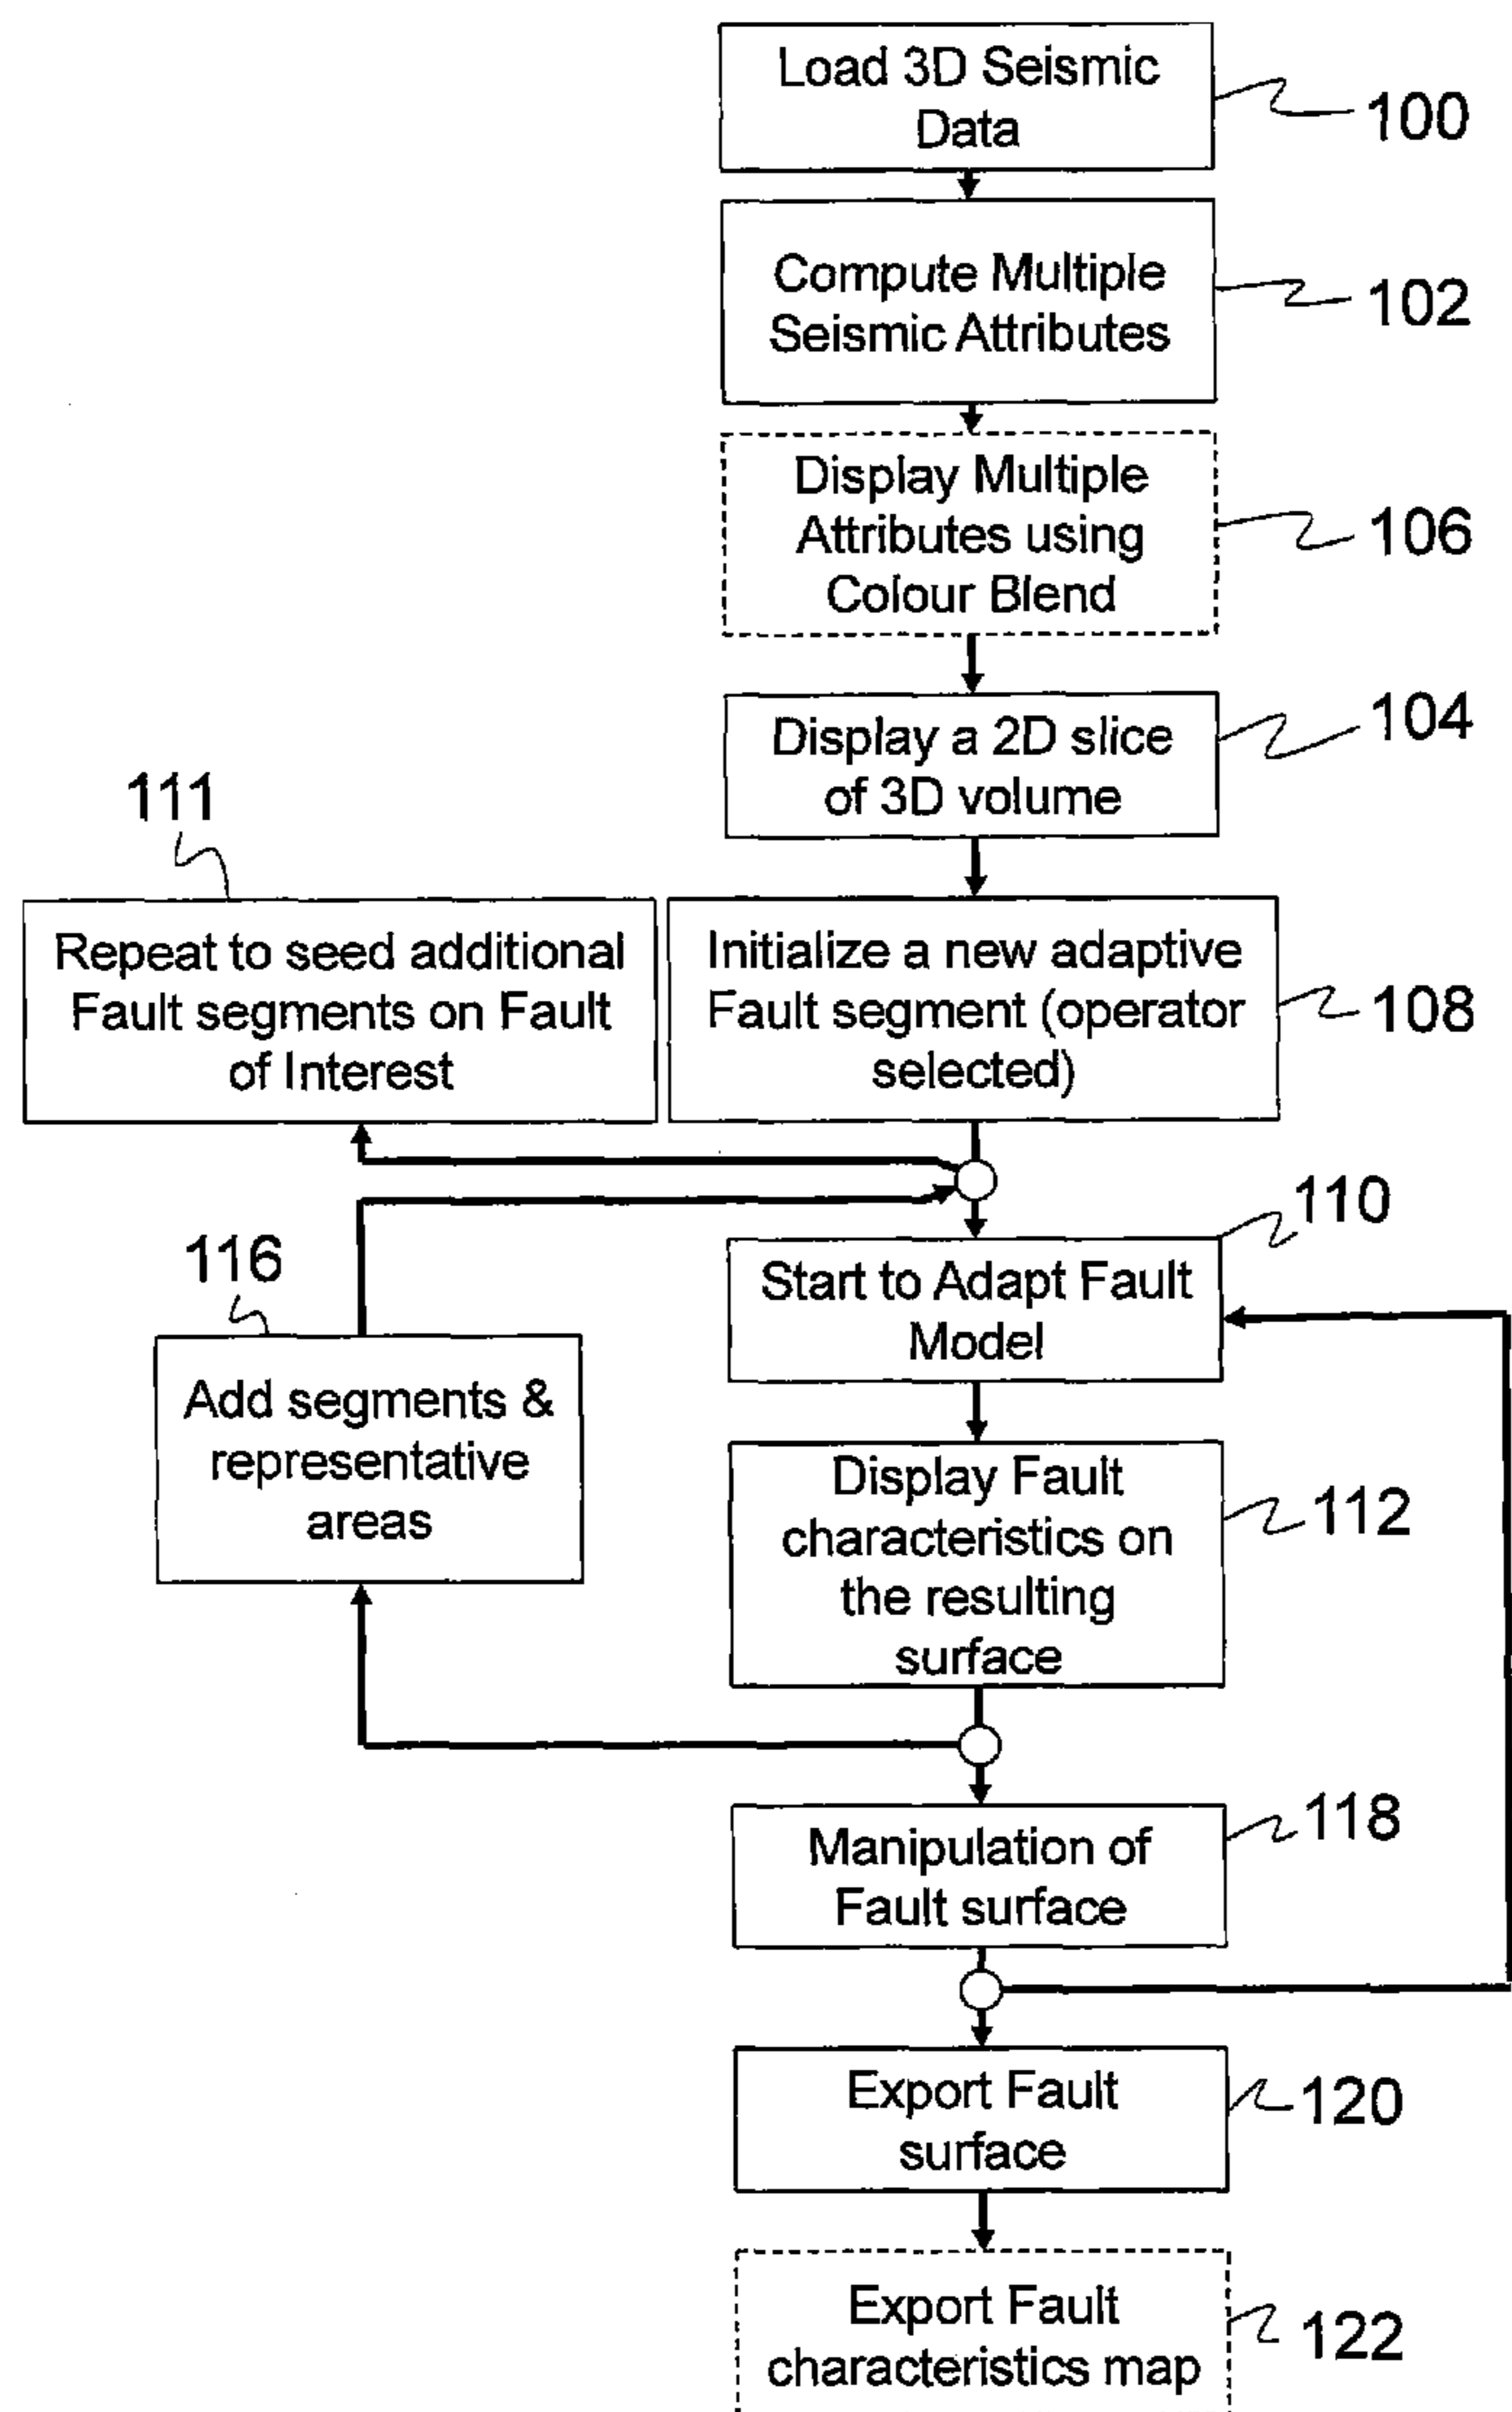 Load 3D Seismic
Data
100
Compute Multiple
Seismic Attributes
102
Display Multiple
Attributes using
Colour Blend
106
Display a 2D slice
of 3D volume
104
111
Repeat to seed additional
Fault segments on Fault
of Interest
Initialize a new adaptive
Fault segment (operator
selected)
108
110
Start to Adapt Fault
Model
116
Add segments &
representative
areas
Display Fault
characteristics on
the resulting
surface
112
Manipulation of
Fault surface
118
Export Fault
surface
120
Export Fault
characteristics map
122